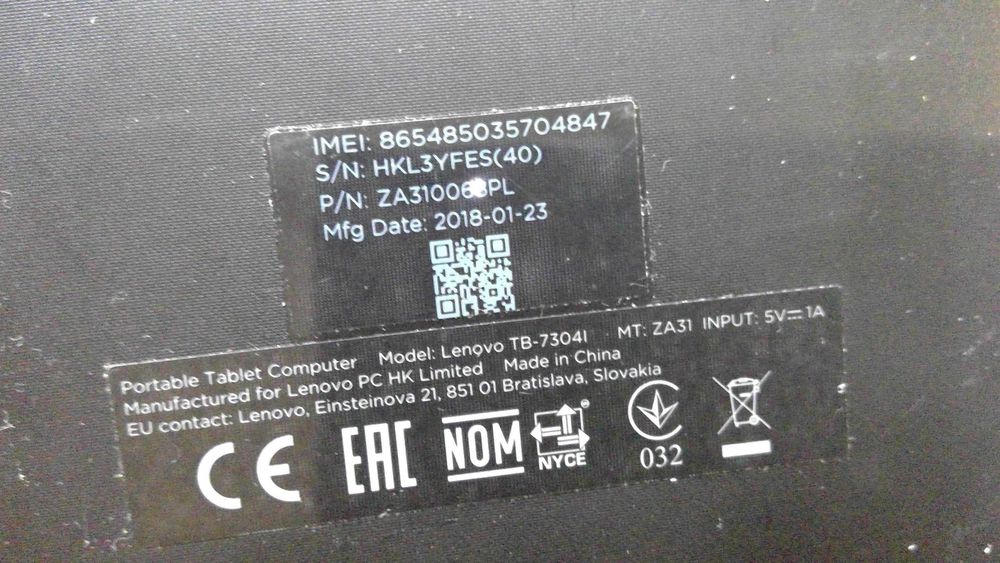 IMEI: 865485035704847
S/N: HKL3YFES(40)
P/N:
Mfg Date: 2018-01-23
Portable Tablet Computer Model: Lenovo TB-7304I MT: ZA31 INPUT: 5V⎓1A
Manufactured for Lenovo PC HK Limited Made in China
EU contact: Lenovo, Einsteinova 21, 851 01 Bratislava, Slovakia
CE EAC NOM NYCE 032